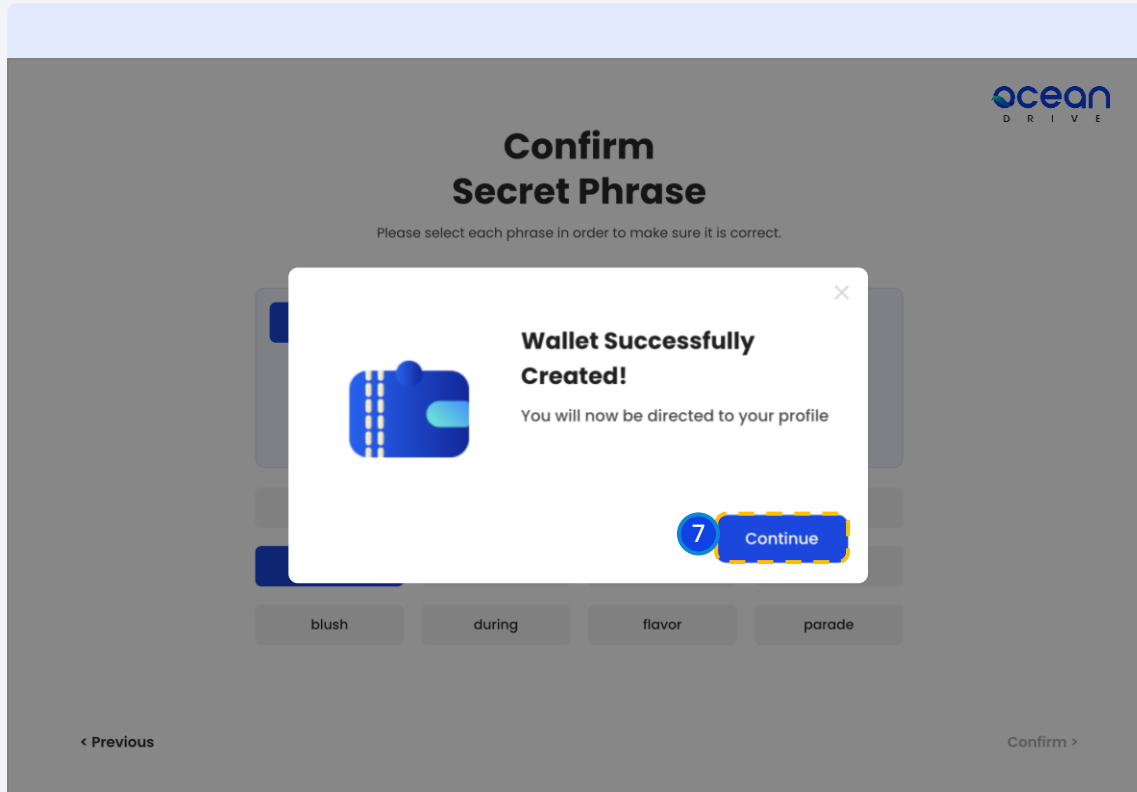 ocean
DRIVE
Confirm
Secret Phrase
Please select each phrase in order to make sure it is correct.
Wallet Successfully
Created!
You will now be directed to your profile
7
Continue
blush during flavor parade
< Previous Confirm >